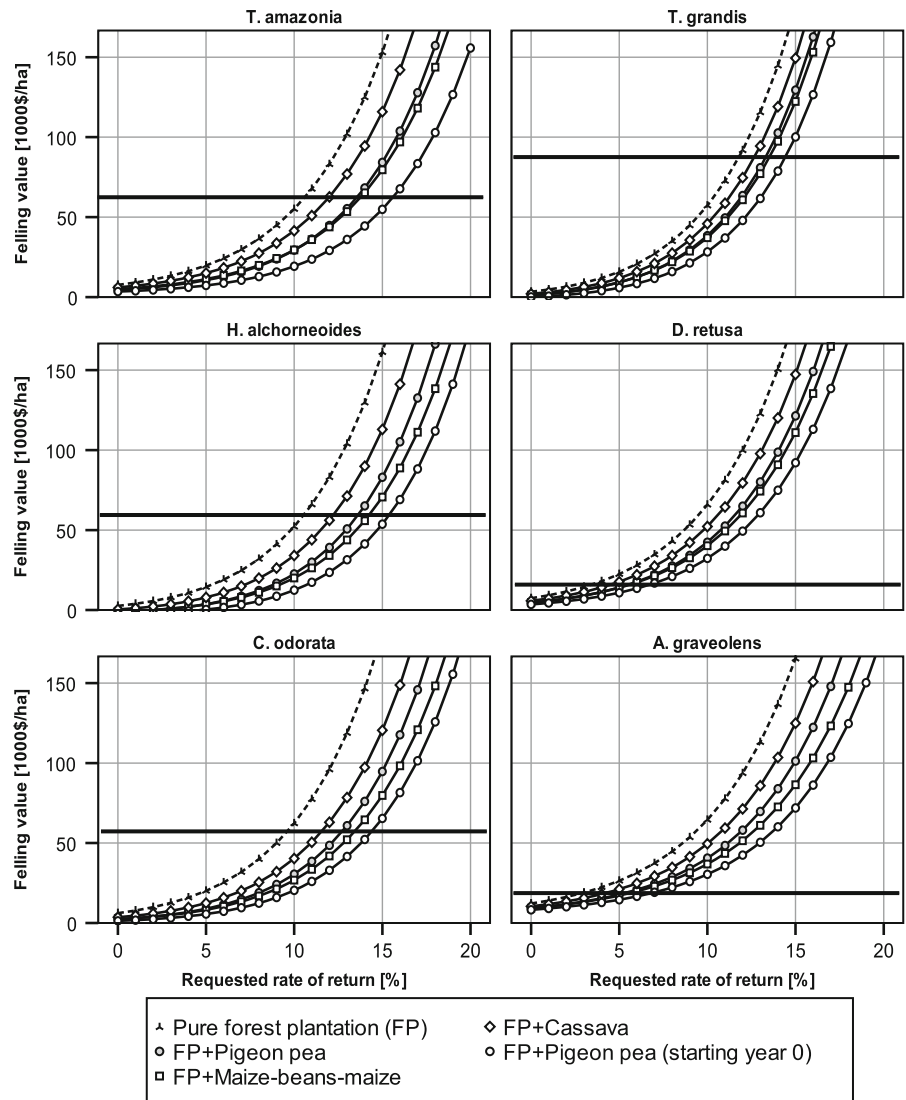 T. amazonia
T. grandis
Felling value [1000$/ha]
150
100
50
0
H. alchorneoides
D. retusa
Felling value [1000$/ha]
150
100
50
0
C. odorata
A. graveolens
Felling value [1000$/ha]
150
100
50
0
0 5 10 15 20
0 5 10 15 20
Requested rate of return [%]
Requested rate of return [%]
Pure forest plantation (FP)
FP+Cassava
FP+Pigeon pea
FP+Pigeon pea (starting year 0)
FP+Maize-beans-maize